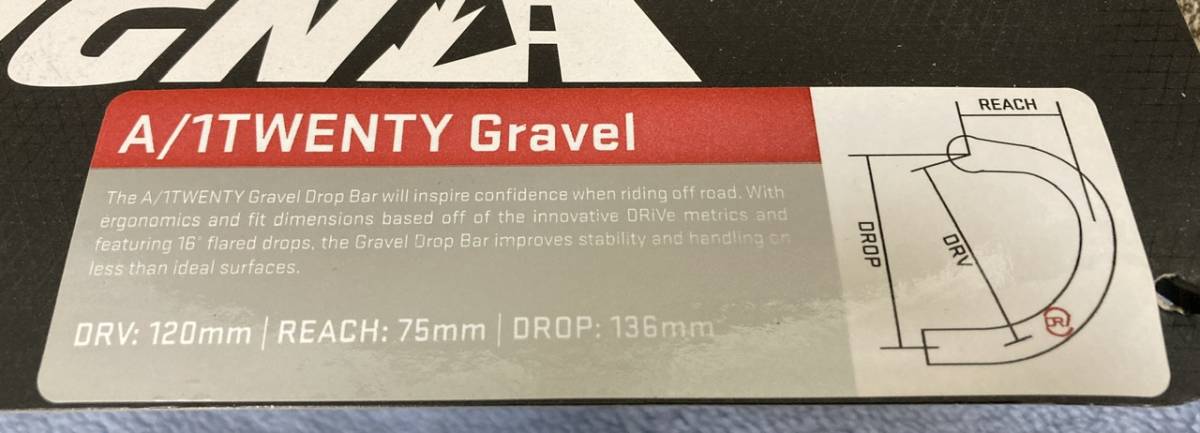 A/1TWENTY Gravel
The A/1TWENTY Gravel Drop Bar will inspire confidence when riding off road. With
ergonomics and fit dimensions based off of the innovative DRiVe metrics and
featuring 16° flared drops, the Gravel Drop Bar improves stability and handling on
less than ideal surfaces.
DRV: 120mm | REACH: 75mm | DROP: 136mm
REACH
DROP
DRV